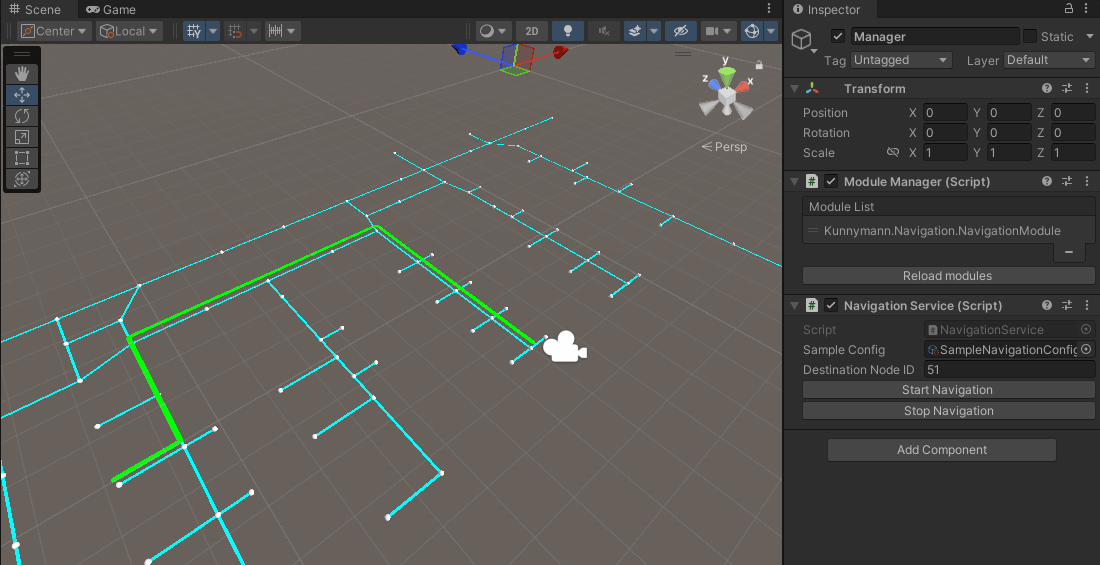 Scene Game
Center Local 2D
y
z x
Persp
Inspector
Manager Static
Tag Untagged Layer Default
Transform
Position X 0 Y 0 Z 0
Rotation X 0 Y 0 Z 0
Scale X 1 Y 1 Z 1
# Module Manager (Script)
Module List
Kunnymann.Navigation.NavigationModule
Reload modules
# Navigation Service (Script)
Script NavigationService
Sample Config SampleNavigationConfig
Destination Node ID 51
Start Navigation
Stop Navigation
Add Component